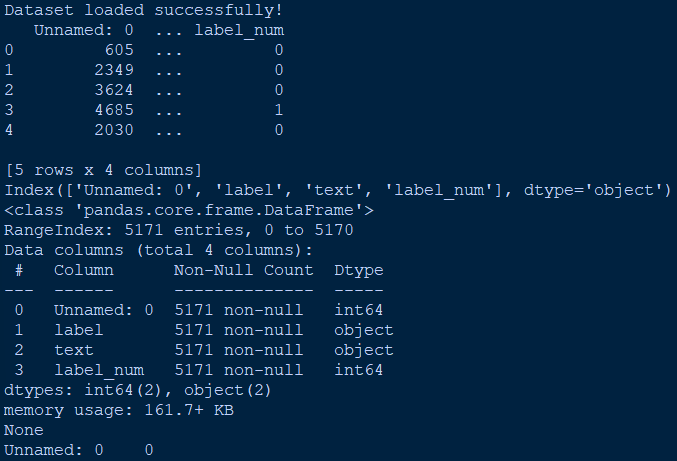 Dataset loaded successfully!
   Unnamed: 0  ... label_num
0         605  ...         0
1        2349  ...         0
2        3624  ...         0
3        4685  ...         1
4        2030  ...         0
[5 rows x 4 columns]
Index(['Unnamed: 0', 'label', 'text', 'label_num'], dtype='object')
<class 'pandas.core.frame.DataFrame'>
RangeIndex: 5171 entries, 0 to 5170
Data columns (total 4 columns):
 #   Column      Non-Null Count  Dtype
---  ------      --------------  -----
 0   Unnamed: 0  5171 non-null   int64
 1   label       5171 non-null   object
 2   text        5171 non-null   object
 3   label_num   5171 non-null   int64
dtypes: int64(2), object(2)
memory usage: 161.7+ KB
None
Unnamed: 0    0